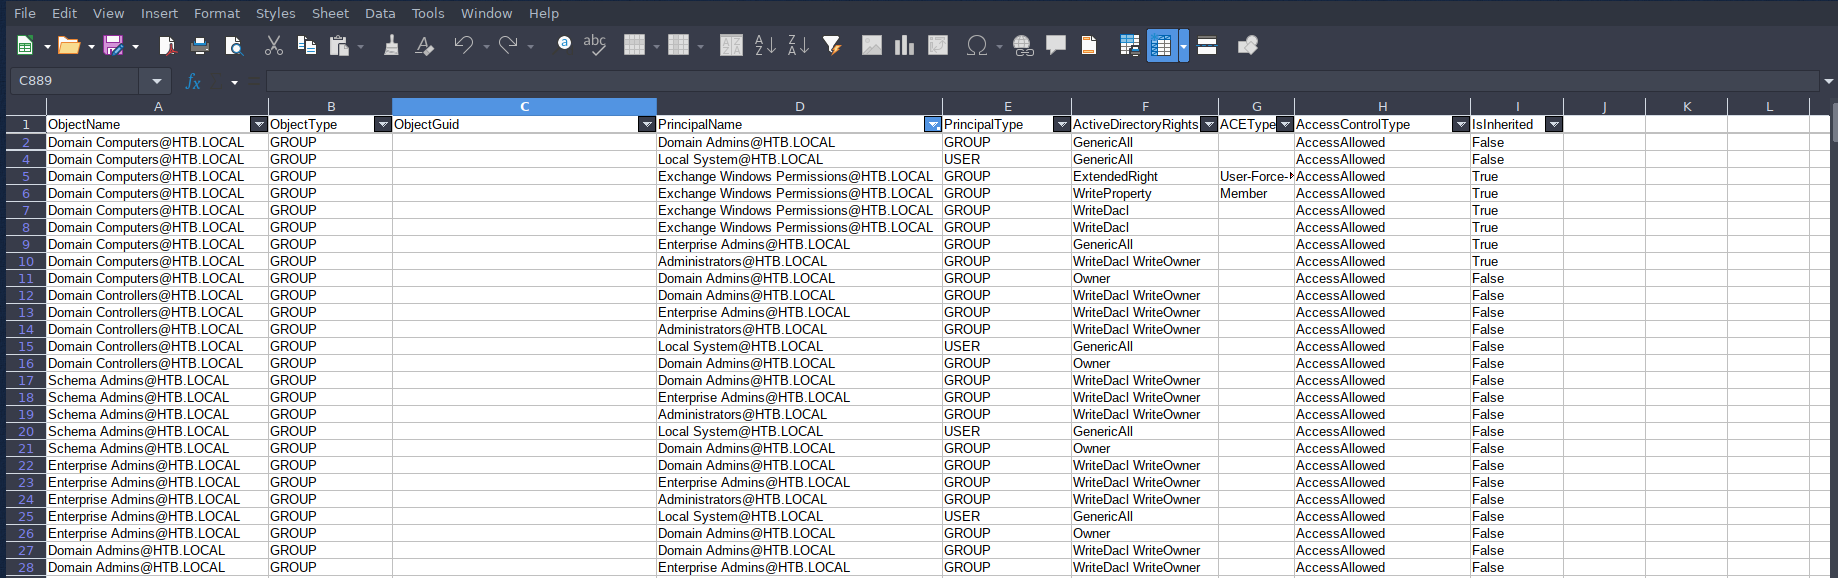 File Edit View Insert Format Styles Sheet Data Tools Window Help
C889 fx
A B C D E F G H I J K L
1 ObjectName ObjectType ObjectGuid PrincipalName PrincipalType ActiveDirectoryRights ACEType AccessControlType IsInherited
2 Domain Computers@HTB.LOCAL GROUP Domain Admins@HTB.LOCAL GROUP GenericAll AccessAllowed False
4 Domain Computers@HTB.LOCAL GROUP Local System@HTB.LOCAL USER GenericAll AccessAllowed False
5 Domain Computers@HTB.LOCAL GROUP Exchange Windows Permissions@HTB.LOCAL GROUP ExtendedRight User-Force- AccessAllowed True
6 Domain Computers@HTB.LOCAL GROUP Exchange Windows Permissions@HTB.LOCAL GROUP WriteProperty Member AccessAllowed True
7 Domain Computers@HTB.LOCAL GROUP Exchange Windows Permissions@HTB.LOCAL GROUP WriteDacl AccessAllowed True
8 Domain Computers@HTB.LOCAL GROUP Exchange Windows Permissions@HTB.LOCAL GROUP WriteDacl AccessAllowed True
9 Domain Computers@HTB.LOCAL GROUP Enterprise Admins@HTB.LOCAL GROUP GenericAll AccessAllowed True
10 Domain Computers@HTB.LOCAL GROUP Administrators@HTB.LOCAL GROUP WriteDacl WriteOwner AccessAllowed True
11 Domain Computers@HTB.LOCAL GROUP Domain Admins@HTB.LOCAL GROUP Owner AccessAllowed False
12 Domain Controllers@HTB.LOCAL GROUP Domain Admins@HTB.LOCAL GROUP WriteDacl WriteOwner AccessAllowed False
13 Domain Controllers@HTB.LOCAL GROUP Enterprise Admins@HTB.LOCAL GROUP WriteDacl WriteOwner AccessAllowed False
14 Domain Controllers@HTB.LOCAL GROUP Administrators@HTB.LOCAL GROUP WriteDacl WriteOwner AccessAllowed False
15 Domain Controllers@HTB.LOCAL GROUP Local System@HTB.LOCAL USER GenericAll AccessAllowed False
16 Domain Controllers@HTB.LOCAL GROUP Domain Admins@HTB.LOCAL GROUP Owner AccessAllowed False
17 Schema Admins@HTB.LOCAL GROUP Domain Admins@HTB.LOCAL GROUP WriteDacl WriteOwner AccessAllowed False
18 Schema Admins@HTB.LOCAL GROUP Enterprise Admins@HTB.LOCAL GROUP WriteDacl WriteOwner AccessAllowed False
19 Schema Admins@HTB.LOCAL GROUP Administrators@HTB.LOCAL GROUP WriteDacl WriteOwner AccessAllowed False
20 Schema Admins@HTB.LOCAL GROUP Local System@HTB.LOCAL USER GenericAll AccessAllowed False
21 Schema Admins@HTB.LOCAL GROUP Domain Admins@HTB.LOCAL GROUP Owner AccessAllowed False
22 Enterprise Admins@HTB.LOCAL GROUP Domain Admins@HTB.LOCAL GROUP WriteDacl WriteOwner AccessAllowed False
23 Enterprise Admins@HTB.LOCAL GROUP Enterprise Admins@HTB.LOCAL GROUP WriteDacl WriteOwner AccessAllowed False
24 Enterprise Admins@HTB.LOCAL GROUP Administrators@HTB.LOCAL GROUP WriteDacl WriteOwner AccessAllowed False
25 Enterprise Admins@HTB.LOCAL GROUP Local System@HTB.LOCAL USER GenericAll AccessAllowed False
26 Enterprise Admins@HTB.LOCAL GROUP Domain Admins@HTB.LOCAL GROUP Owner AccessAllowed False
27 Domain Admins@HTB.LOCAL GROUP Domain Admins@HTB.LOCAL GROUP WriteDacl WriteOwner AccessAllowed False
28 Domain Admins@HTB.LOCAL GROUP Enterprise Admins@HTB.LOCAL GROUP WriteDacl WriteOwner AccessAllowed False